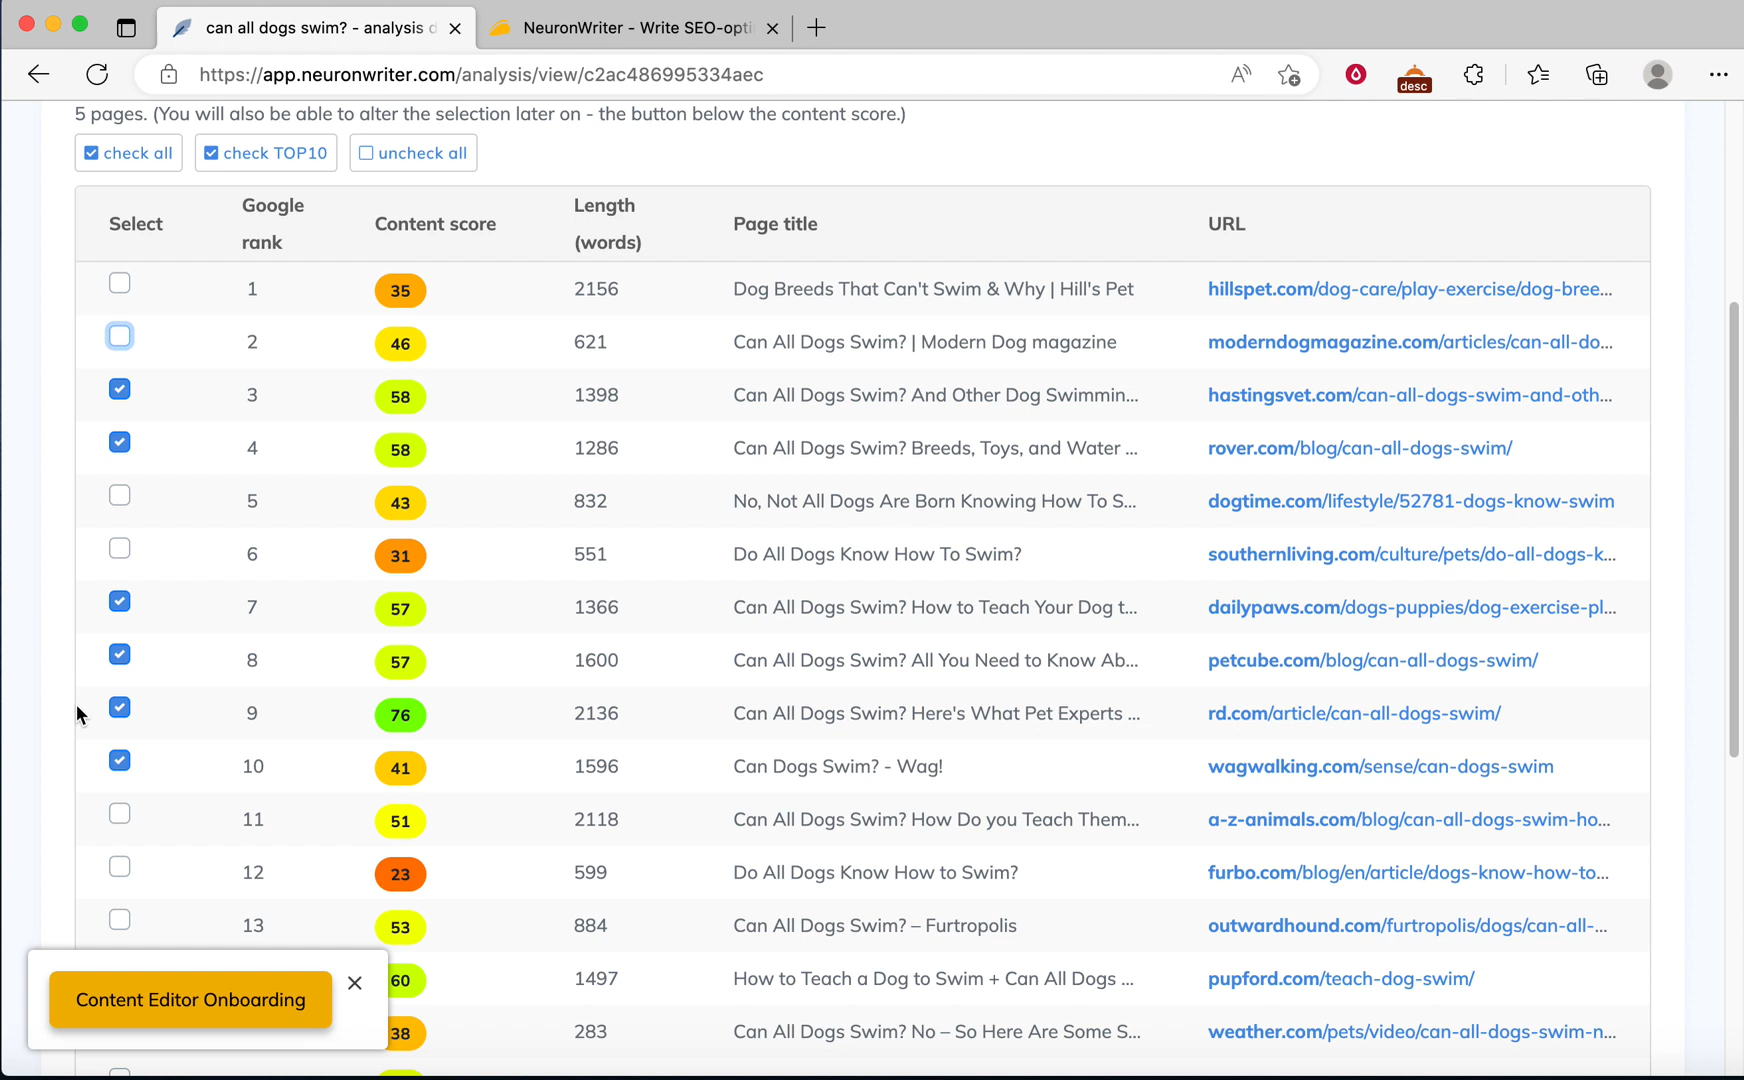 can all dogs swim? - analysis d
NeuronWriter - Write SEO-opti
https://app.neuronwriter.com/analysis/view/c2ac486995334aec
desc
5 pages. (You will also be able to alter the selection later on - the button below the content score.)
check all check TOP10 uncheck all
Select Google rank Content score Length (words) Page title URL
1 35 2156 Dog Breeds That Can't Swim & Why | Hill's Pet hillspet.com/dog-care/play-exercise/dog-bree...
2 46 621 Can All Dogs Swim? | Modern Dog magazine moderndogmagazine.com/articles/can-all-do...
3 58 1398 Can All Dogs Swim? And Other Dog Swimmin... hastingsvet.com/can-all-dogs-swim-and-oth...
4 58 1286 Can All Dogs Swim? Breeds, Toys, and Water ... rover.com/blog/can-all-dogs-swim/
5 43 832 No, Not All Dogs Are Born Knowing How To S... dogtime.com/lifestyle/52781-dogs-know-swim
6 31 551 Do All Dogs Know How To Swim? southernliving.com/culture/pets/do-all-dogs-k...
7 57 1366 Can All Dogs Swim? How to Teach Your Dog t... dailypaws.com/dogs-puppies/dog-exercise-pl...
8 57 1600 Can All Dogs Swim? All You Need to Know Ab... petcube.com/blog/can-all-dogs-swim/
9 76 2136 Can All Dogs Swim? Here's What Pet Experts ... rd.com/article/can-all-dogs-swim/
10 41 1596 Can Dogs Swim? - Wag! wagwalking.com/sense/can-dogs-swim
11 51 2118 Can All Dogs Swim? How Do you Teach Them... a-z-animals.com/blog/can-all-dogs-swim-ho...
12 23 599 Do All Dogs Know How to Swim? furbo.com/blog/en/article/dogs-know-how-to...
13 53 884 Can All Dogs Swim? – Furtropolis outwardhound.com/furtropolis/dogs/can-all-...
60 1497 How to Teach a Dog to Swim + Can All Dogs ... pupford.com/teach-dog-swim/
Content Editor Onboarding
38 283 Can All Dogs Swim? No – So Here Are Some S... weather.com/pets/video/can-all-dogs-swim-n...